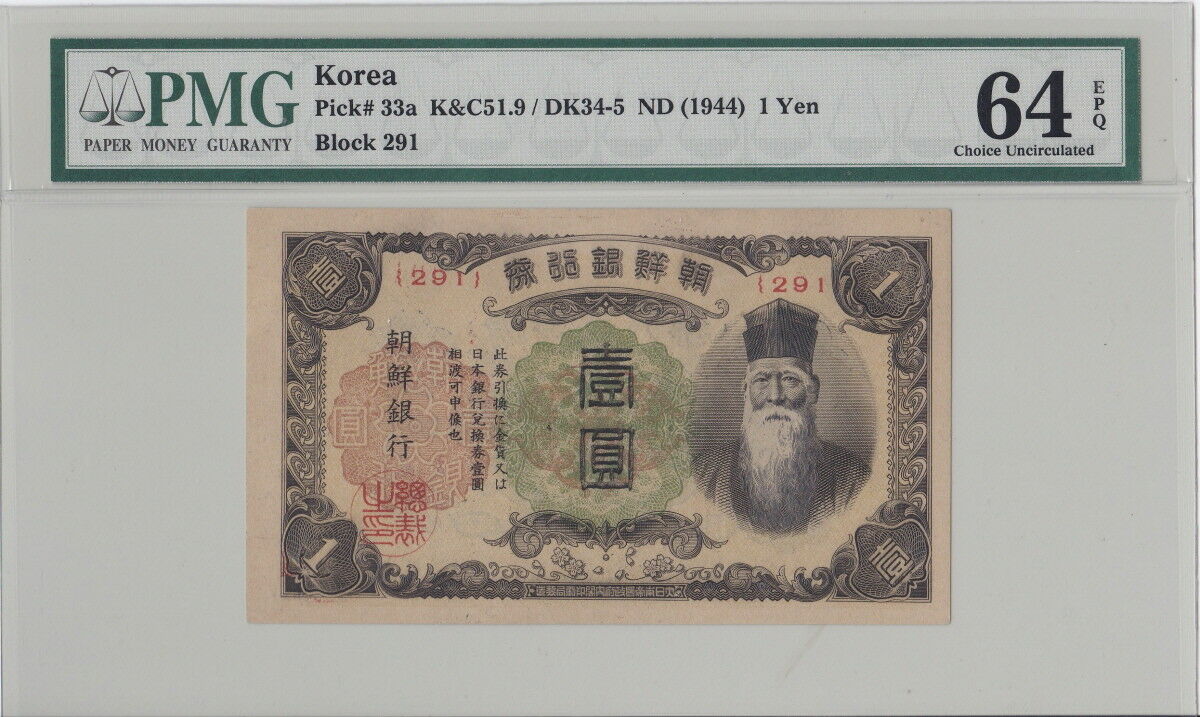 PMG
PAPER MONEY GUARANTY
Korea
Pick# 33a K&C51.9 / DK34-5 ND (1944) 1 Yen
Block 291
64 EPQ
Choice Uncirculated
朝鮮銀行券
壹
{291}
{291
1
壹圓
此券引換に金貨又は
日本銀行兌換券壹圓
相渡可申候也
朝鮮銀行
總裁之印
1
壹